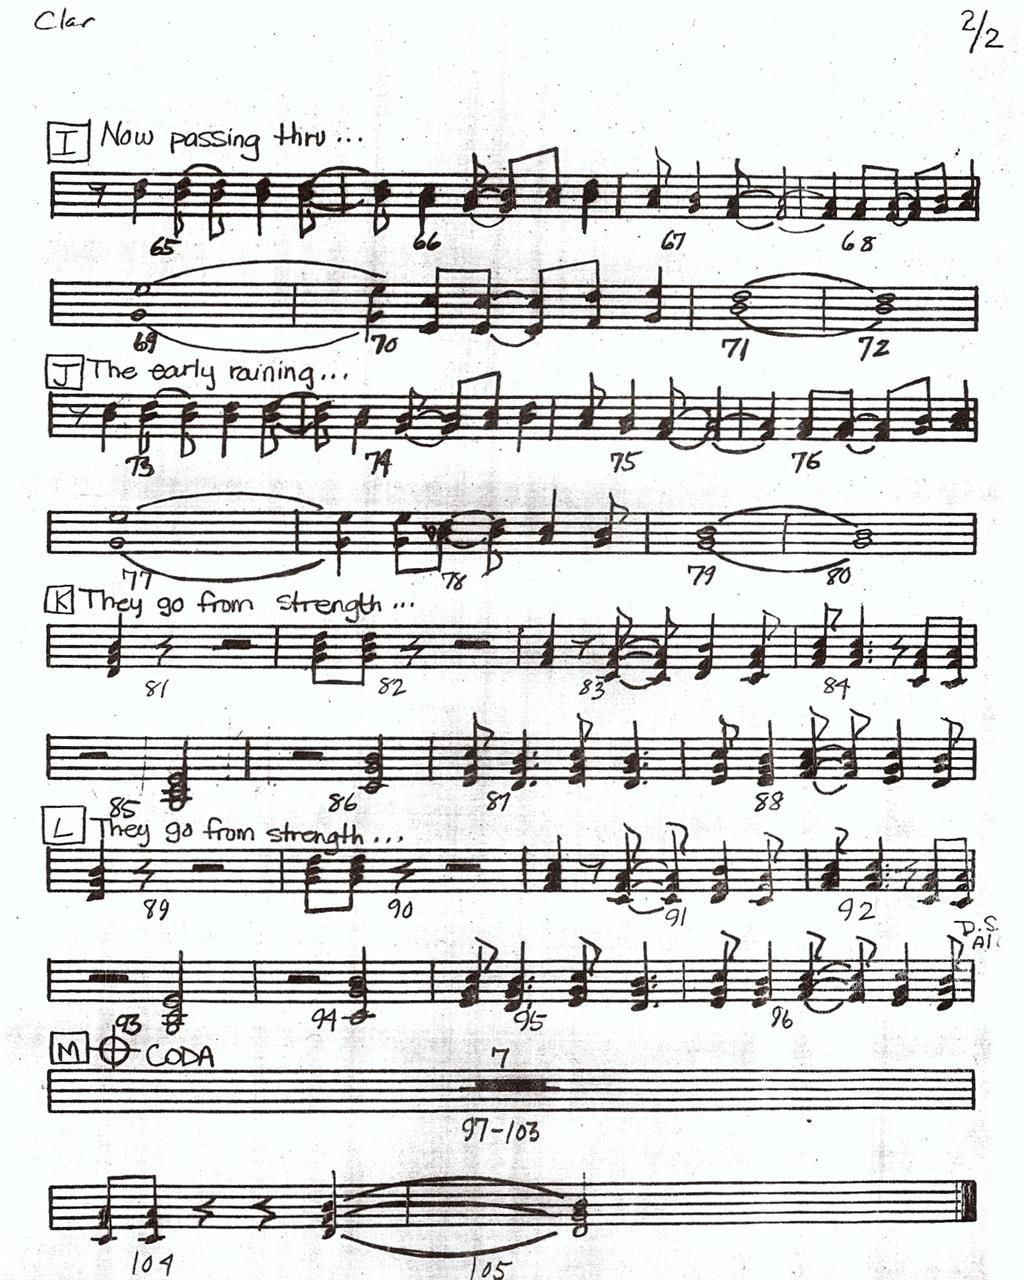 Clar 2/2
I Now passing thru...
65 66 67 68
69 70 71 72
J The early raining...
73 74 75 76
77 78 79 80
K They go from strength...
81 82 83 84
85 86 87 88
L They go from strength...
89 90 91 92
D.S.
Al
93 94 95 96
M CODA
7
97-103
104 105